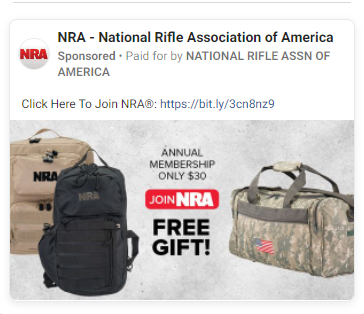 NRA - National Rifle Association of America
NRA
Sponsored • Paid for by NATIONAL RIFLE ASSN OF
AMERICA
Click Here To Join NRA®: https://bit.ly/3cn8nz9
ANNUAL
MEMBERSHIP
ONLY $30
JOIN NRA
FREE
GIFT!
NRA
NRA